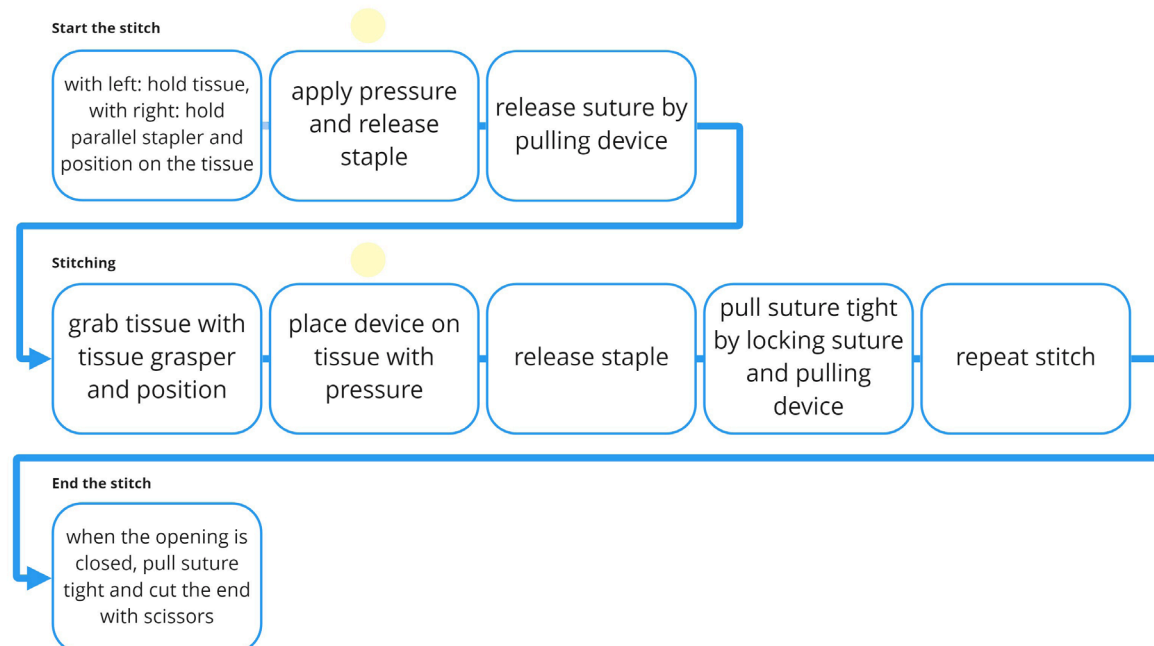 Start the stitch
with left: hold tissue,
with right: hold
parallel stapler and
position on the tissue
apply pressure
and release
staple
release suture by
pulling device
Stitching
grab tissue with
tissue grasper
and position
place device on
tissue with
pressure
release staple
pull suture tight
by locking suture
and pulling
device
repeat stitch
End the stitch
when the opening is
closed, pull suture
tight and cut the end
with scissors